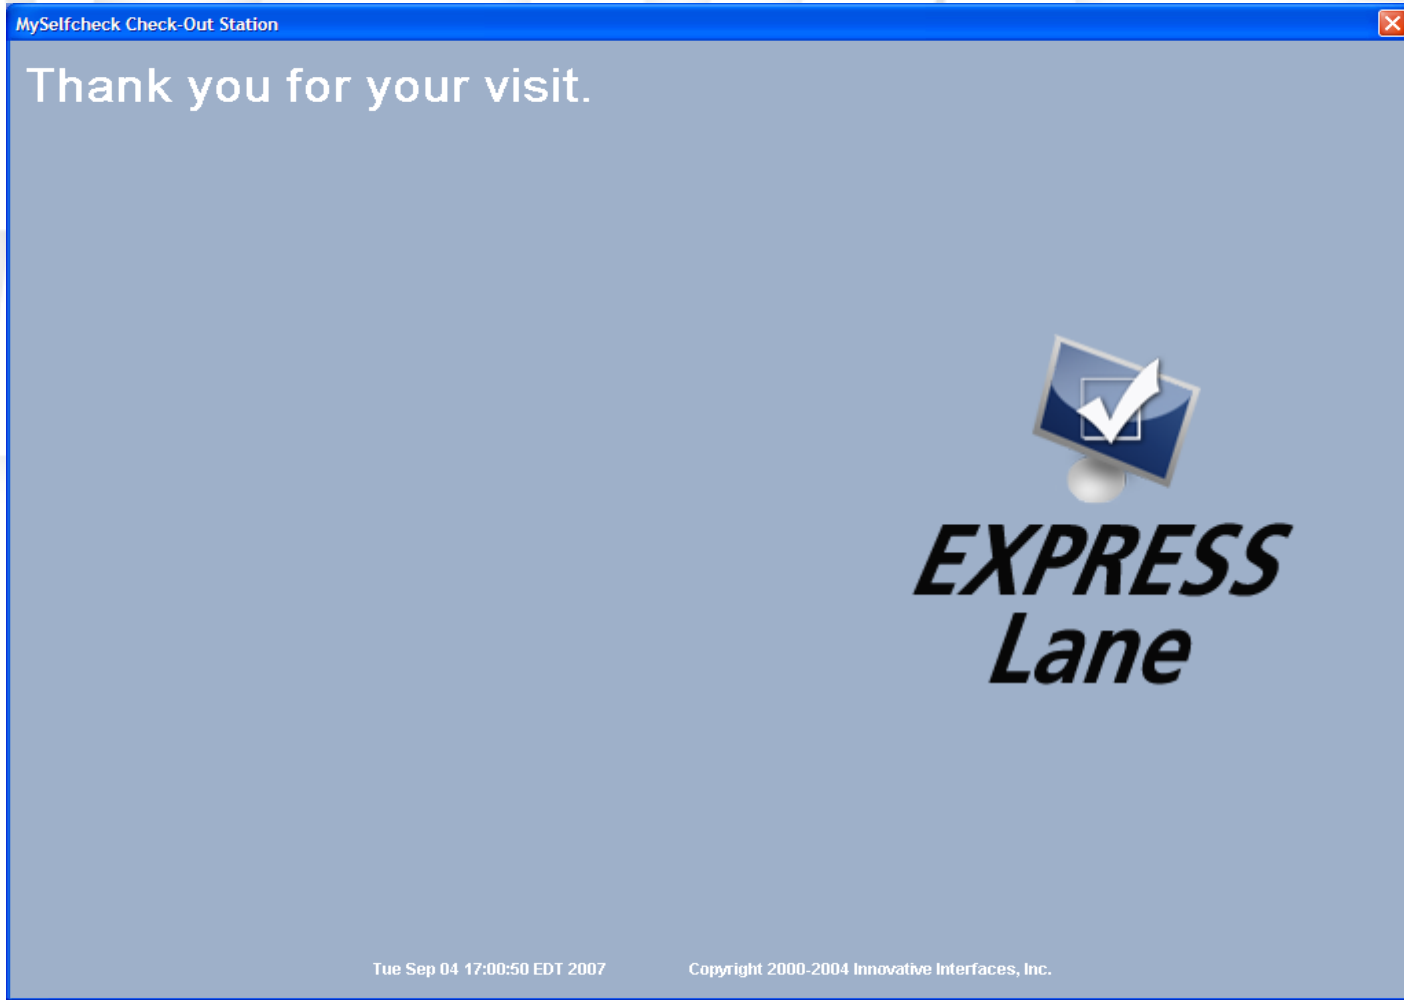 MySelfcheck Check-Out Station
Thank you for your visit.
EXPRESS
Lane
Tue Sep 04 17:00:50 EDT 2007 Copyright 2000-2004 Innovative Interfaces, Inc.